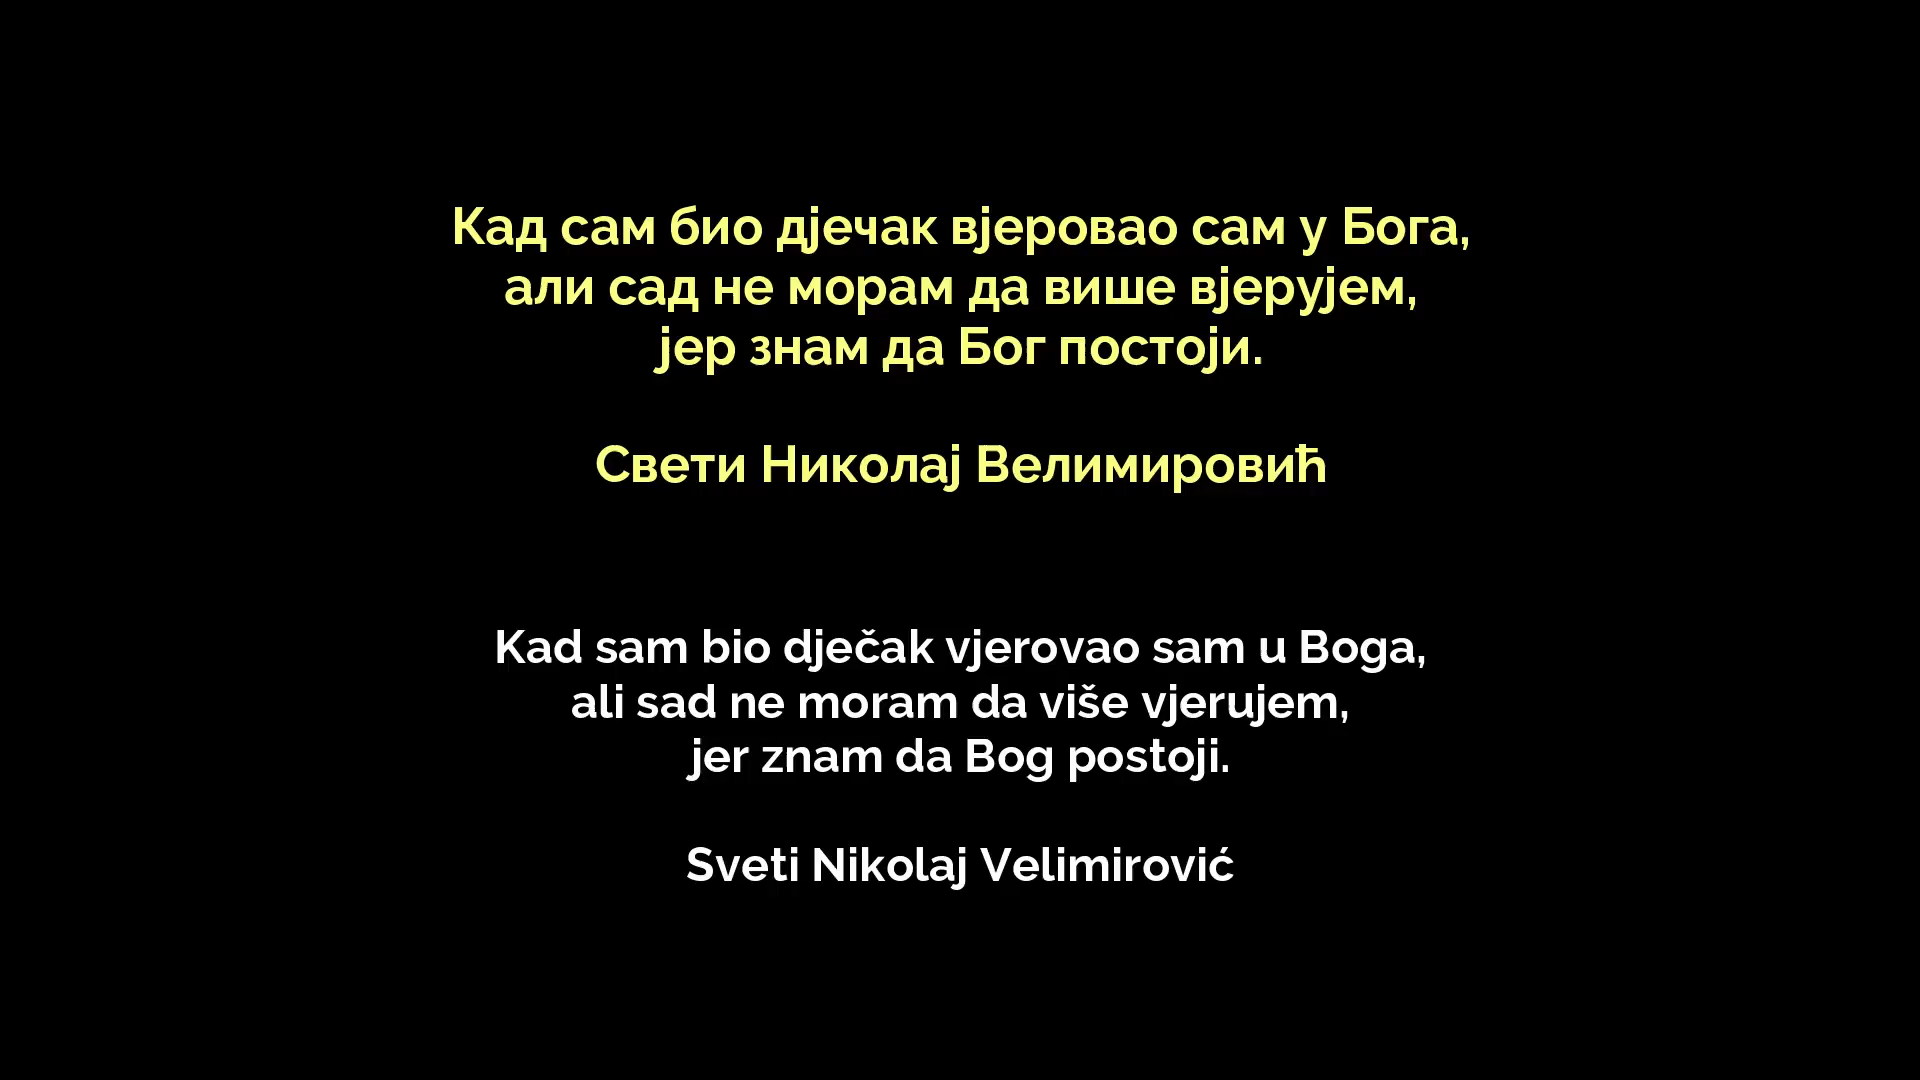 Кад сам био дјечак вјеровао сам у Бога,
али сад не морам да више вјерујем,
јер знам да Бог постоји.
Свети Николај Велимировић
Kad sam bio dječak vjerovao sam u Boga,
ali sad ne moram da više vjerujem,
jer znam da Bog postoji.
Sveti Nikolaj Velimirović